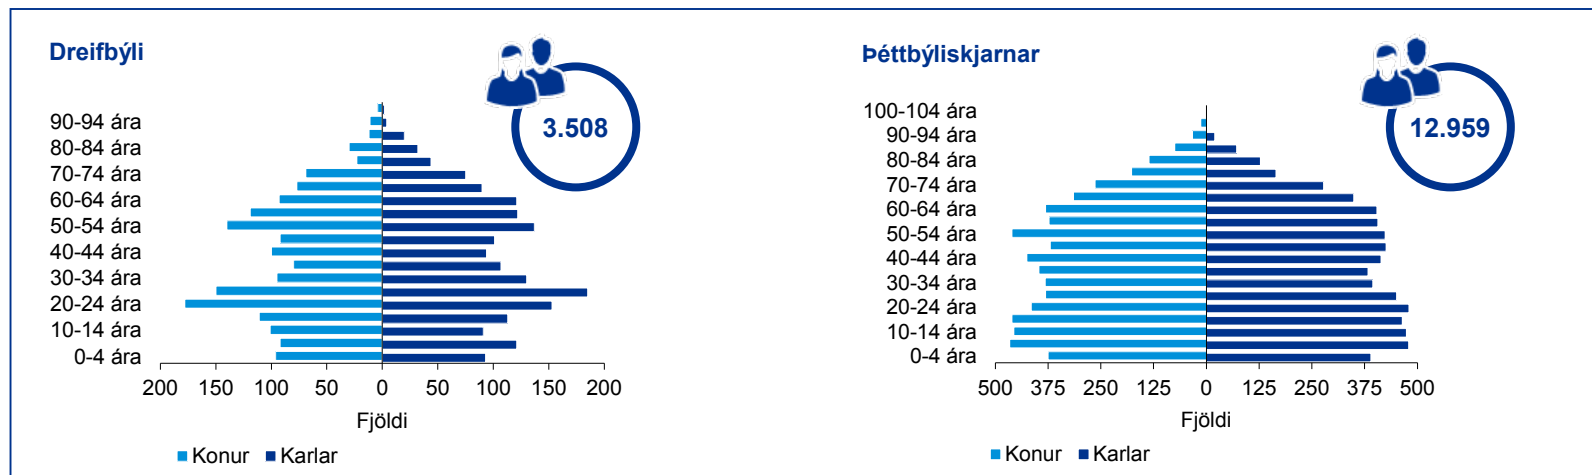 Dreifbýli
3.508
90-94 ára
80-84 ára
70-74 ára
60-64 ára
50-54 ára
40-44 ára
30-34 ára
20-24 ára
10-14 ára
0-4 ára
200 150 100 50 0 50 100 150 200
Fjöldi
Konur Karlar
Þéttbýliskjarnar
12.959
100-104 ára
90-94 ára
80-84 ára
70-74 ára
60-64 ára
50-54 ára
40-44 ára
30-34 ára
20-24 ára
10-14 ára
0-4 ára
500 375 250 125 0 125 250 375 500
Fjöldi
Konur Karlar